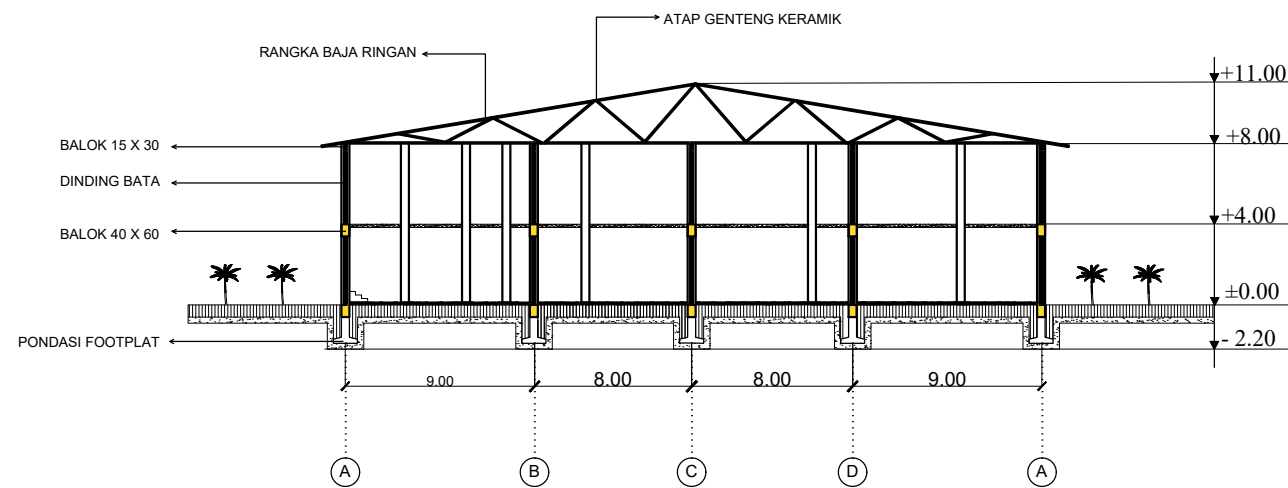 ATAP GENTENG KERAMIK
RANGKA BAJA RINGAN
+11.00
BALOK 15 X 30
+8.00
DINDING BATA
BALOK 40 X 60
+4.00
±0.00
PONDASI FOOTPLAT
- 2.20
9.00
8.00
8.00
9.00
A
B
C
D
A